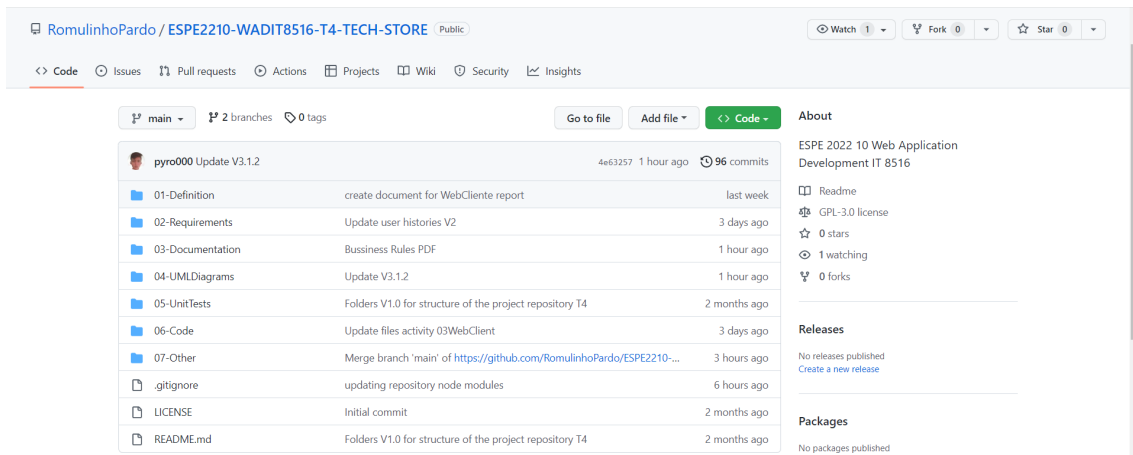 RomulinhoPardo / ESPE2210-WADIT8516-T4-TECH-STORE Public
Watch 1 Fork 0 Star 0
Code Issues Pull requests Actions Projects Wiki Security Insights
main 2 branches 0 tags Go to file Add file Code
pyro000 Update V3.1.2 4e63257 1 hour ago 96 commits
01-Definition create document for WebCliente report last week
02-Requirements Update user histories V2 3 days ago
03-Documentation Bussiness Rules PDF 1 hour ago
04-UMLDiagrams Update V3.1.2 1 hour ago
05-UnitTests Folders V1.0 for structure of the project repository T4 2 months ago
06-Code Update files activity 03WebClient 3 days ago
07-Other Merge branch 'main' of https://github.com/RomulinhoPardo/ESPE2210-... 3 hours ago
.gitignore updating repository node modules 6 hours ago
LICENSE Initial commit 2 months ago
README.md Folders V1.0 for structure of the project repository T4 2 months ago
About
ESPE 2022 10 Web Application
Development IT 8516
Readme
GPL-3.0 license
0 stars
1 watching
0 forks
Releases
No releases published
Create a new release
Packages
No packages published